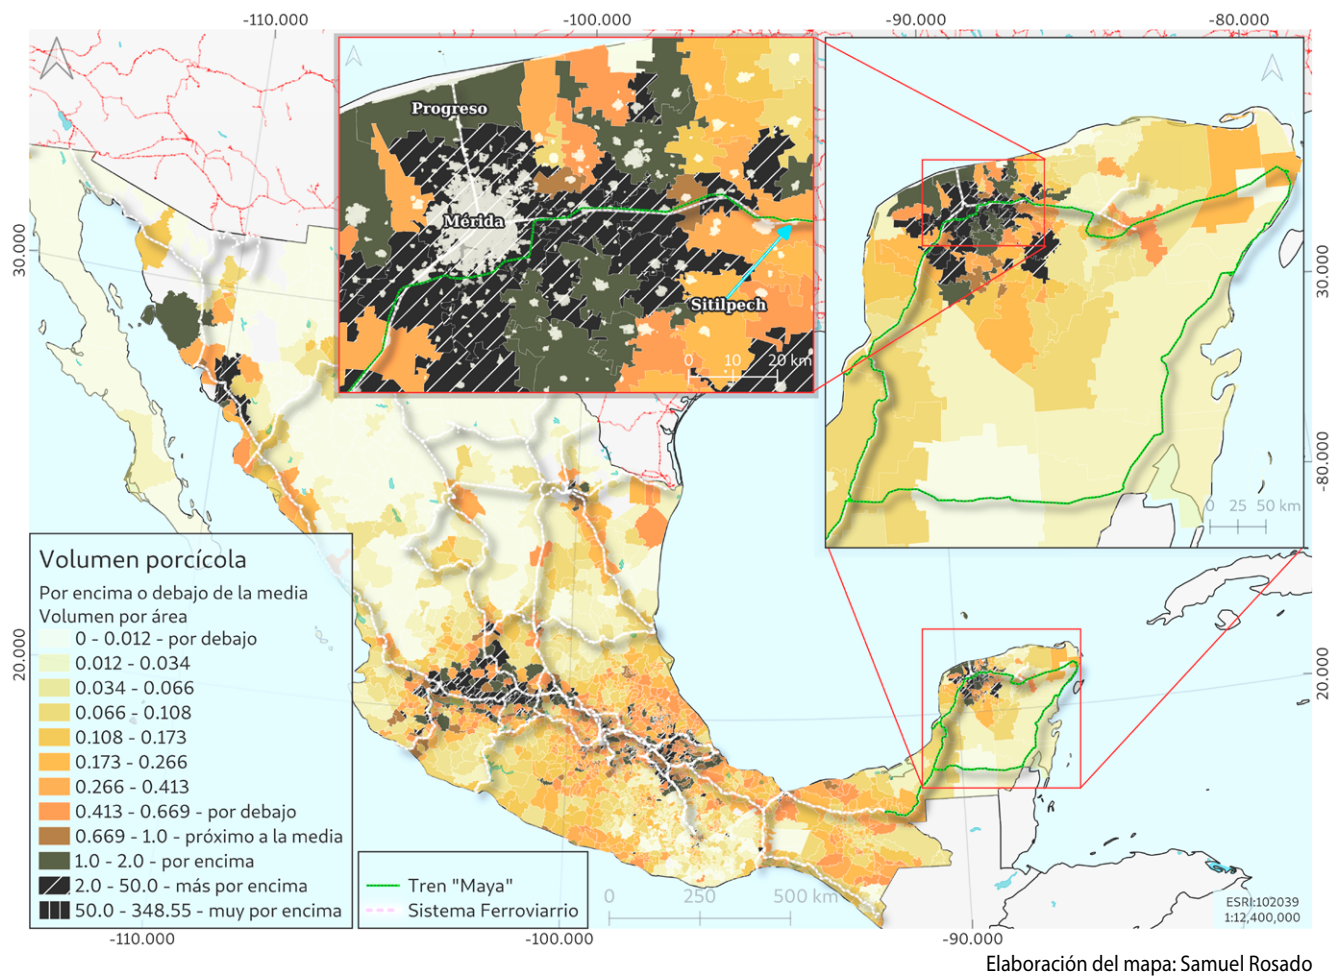 -110.000
-100.000
-90.000
-80.000
30.000
20.000
30.000
-80.000
20.000
Progreso
Mérida
Sitilpech
0 10 20 km
0 25 50 km
Volumen porcícola
Por encima o debajo de la media
Volumen por área
0 - 0.012 - por debajo
0.012 - 0.034
0.034 - 0.066
0.066 - 0.108
0.108 - 0.173
0.173 - 0.266
0.266 - 0.413
0.413 - 0.669 - por debajo
0.669 - 1.0 - próximo a la media
1.0 - 2.0 - por encima
2.0 - 50.0 - más por encima
50.0 - 348.55 - muy por encima
Tren "Maya"
Sistema Ferroviarrio
0 250 500 km
ESRI:102039
1:12,400,000
-110.000
-100.000
-90.000
Elaboración del mapa: Samuel Rosado